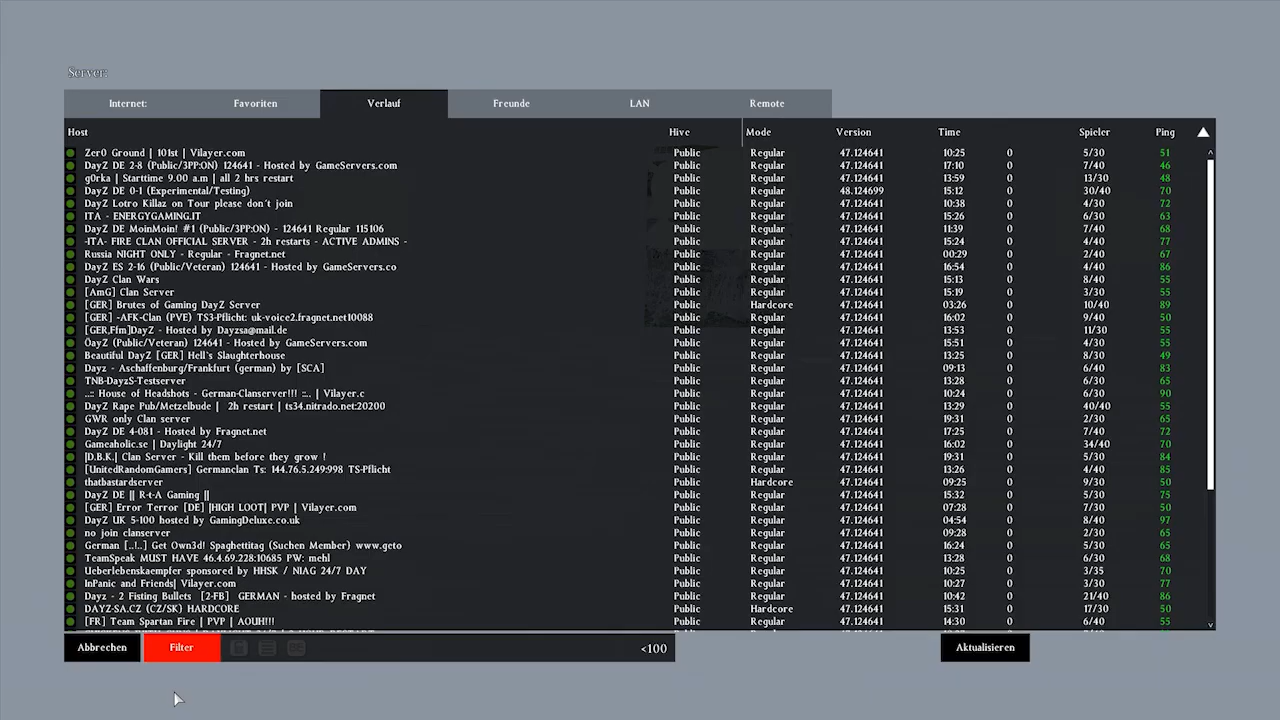 Server:
Internet: Favoriten Verlauf Freunde LAN Remote
Host Hive Mode Version Time Spieler Ping
Zer0 Ground | 101st | Vilayer.com Public Regular 47.124641 10:25 0 5/30 51
DayZ DE 2-8 (Public/3PP:ON) 124641 - Hosted by GameServers.com Public Regular 47.124641 17:10 0 7/40 46
g0rka | Starttime 9.00 a.m | all 2 hrs restart Public Regular 47.124641 13:59 0 13/30 48
DayZ DE 0-1 (Experimental/Testing) Public Regular 48.124699 15:12 0 30/40 70
DayZ Lotro Killaz on Tour please don´t join Public Regular 47.124641 10:38 0 4/30 72
ITA - ENERGYGAMING.IT Public Regular 47.124641 15:26 0 6/30 63
DayZ DE MoinMoin! #1 (Public/3PP:ON) - 124641 Regular 115106 Public Regular 47.124641 11:39 0 7/40 68
-ITA- FIRE CLAN OFFICIAL SERVER - 2h restarts - ACTIVE ADMINS - Public Regular 47.124641 15:24 0 4/40 77
Russia NIGHT ONLY - Regular - Fragnet.net Public Regular 47.124641 00:29 0 2/40 67
DayZ ES 2-16 (Public/Veteran) 124641 - Hosted by GameServers.co Public Regular 47.124641 16:54 0 7/40 86
DayZ Clan Wars Public Regular 47.124641 15:13 0 8/40 55
[AmG] Clan Server Public Regular 47.124641 15:19 0 3/30 55
[GER] Brutes of Gaming DayZ Server Public Hardcore 47.124641 03:26 0 10/40 89
[GER] -AFK-Clan (PVE) TS3-Pflicht: uk-voice2.fragnet.net10088 Public Regular 47.124641 16:02 0 9/40 50
[GER,Ffm]DayZ - Hosted by Dayzsa@mail.de Public Regular 47.124641 13:53 0 11/30 55
ÖayZ (Public/Veteran) 124641 - Hosted by GameServers.com Public Regular 47.124641 15:51 0 5/40 55
Beautiful DayZ [GER] Hell's Slaughterhouse Public Regular 47.124641 13:25 0 8/30 49
Dayz - Aschaffenburg/Frankfurt (german) by [SCA] Public Regular 47.124641 09:13 0 6/40 83
TNB-DayzS-Testserver Public Regular 47.124641 13:28 0 6/30 65
..:: House of Headshots - German-Clanserver!!! ::.. | Vilayer.c Public Regular 47.124641 10:24 0 6/30 90
DayZ Rape Pub/Metzelbude | 2h restart | ts34.nitrado.net:20200 Public Regular 47.124641 13:29 0 40/40 55
GWR only Clan server Public Regular 47.124641 19:31 0 2/30 65
DayZ DE 4-081 - Hosted by Fragnet.net Public Regular 47.124641 17:25 0 7/40 72
Gameaholic.se | Daylight 24/7 Public Regular 47.124641 16:02 0 34/40 70
|D.B.K.| Clan Server - Kill them before they grow ! Public Regular 47.124641 19:31 0 5/30 84
[UnitedRandomGamers] Germanclan Ts: 144.76.5.249:998 TS-Pflicht Public Regular 47.124641 13:26 0 4/40 85
thatbastardserver Public Hardcore 47.124641 09:25 0 9/30 50
DayZ DE || R-t-A Gaming || Public Regular 47.124641 15:32 0 5/30 75
[GER] Error Terror [DE] |HIGH LOOT| PVP | Vilayer.com Public Regular 47.124641 07:28 0 7/30 50
DayZ UK 5-100 hosted by GamingDeluxe.co.uk Public Regular 47.124641 04:54 0 8/40 97
no join clanserver Public Regular 47.124641 09:28 0 2/30 65
German [..!..] Get Own3d! Spaghettitag (Suchen Member) www.geto Public Regular 47.124641 16:24 0 5/40 65
TeamSpeak MUST HAVE 46.4.69.228:10685 PW: mehl Public Regular 47.124641 13:28 0 6/30 68
Ueberlebenskaempfer sponsored by HHSK / NIAG 24/7 DAY Public Regular 47.124641 10:25 0 3/35 70
InPanic and Friends| Vilayer.com Public Regular 47.124641 10:27 0 3/30 77
Dayz - 2 Fisting Bullets [2-FB] GERMAN - hosted by Fragnet Public Regular 47.124641 10:42 0 21/40 86
DAYZ-SA.CZ (CZ/SK) HARDCORE Public Hardcore 47.124641 15:31 0 17/30 50
[FR] Team Spartan Fire | PVP | AOUH!!! Public Regular 47.124641 14:30 0 6/40 55
Abbrechen Filter <100 Aktualisieren